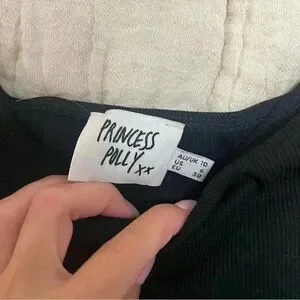 PRINCESS
POLLY xx
AU/UK 10
US 6
EU 38